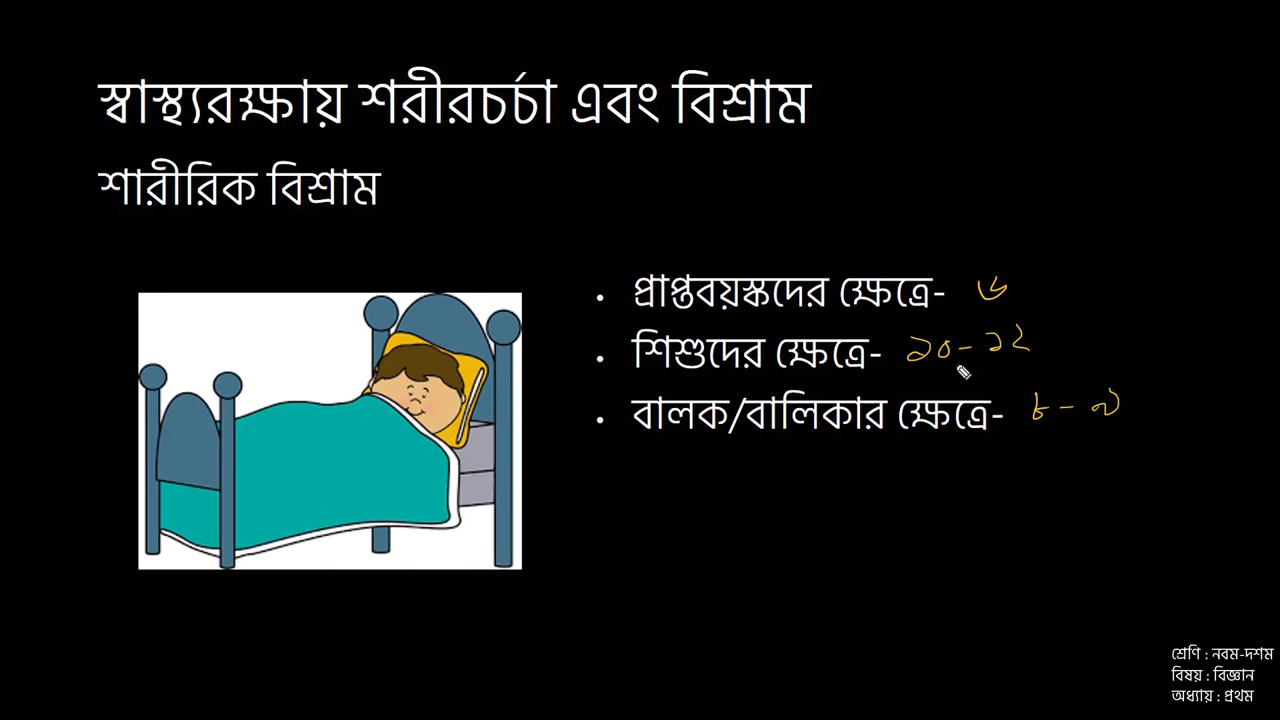 স্বাস্থ্যরক্ষায় শরীরচর্চা এবং বিশ্রাম
শারীরিক বিশ্রাম
• প্রাপ্তবয়স্কদের ক্ষেত্রে- ৬
• শিশুদের ক্ষেত্রে- ১০-১২
• বালক/বালিকার ক্ষেত্রে- ৮-৯
শ্রেণি : নবম-দশম
বিষয় : বিজ্ঞান
অধ্যায় : প্রথম